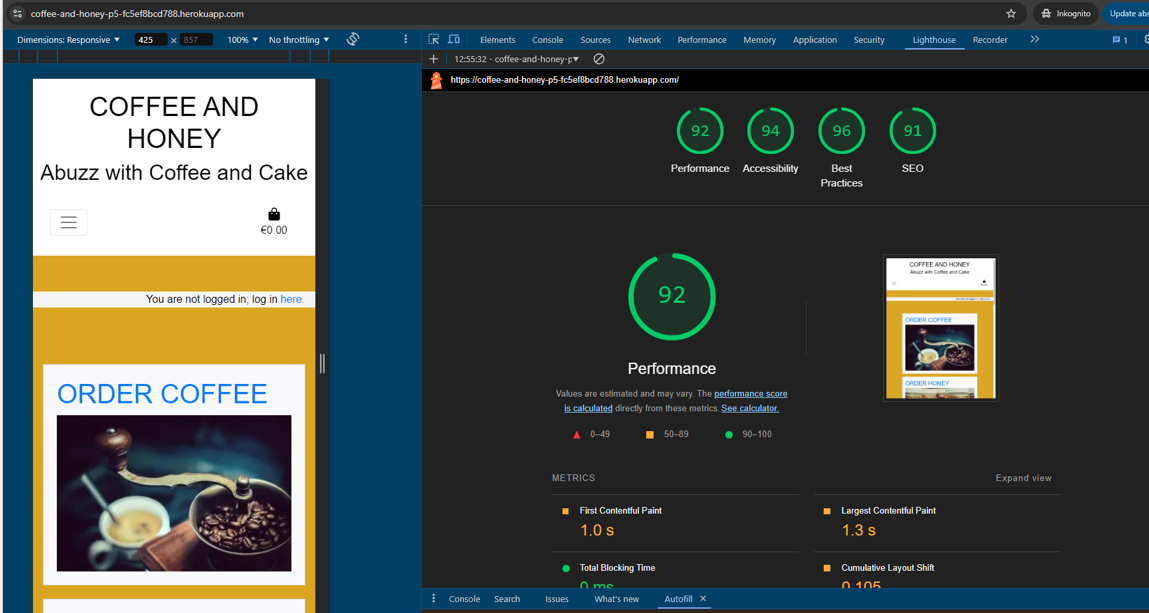 coffee-and-honey-p5-fc5ef8bcd788.herokuapp.com
Inkognito
Update abs
Dimensions: Responsive ▼ 425 × 857 100% ▼ No throttling ▼
Elements Console Sources Network Performance Memory Application Security Lighthouse Recorder 1
+ 12:55:32 - coffee-and-honey-p▼
https://coffee-and-honey-p5-fc5ef8bcd788.herokuapp.com/
COFFEE AND
HONEY
Abuzz with Coffee and Cake
€0.00
You are not logged in; log in here.
ORDER COFFEE
92 94 96 91
Performance Accessibility Best SEO
Practices
92
Performance
Values are estimated and may vary. The performance score
is calculated directly from these metrics. See calculator.
0–49 50–89 90–100
COFFEE AND HONEY
Abuzz with Coffee and Cake
ORDER COFFEE
ORDER HONEY
METRICS Expand view
First Contentful Paint Largest Contentful Paint
1.0 s 1.3 s
Total Blocking Time Cumulative Layout Shift
0 ms 0.105
Console Search Issues What's new Autofill ×